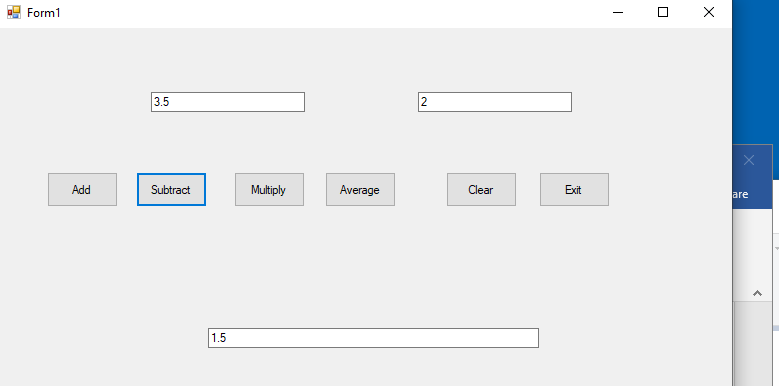 Form1
3.5
2
Add
Subtract
Multiply
Average
Clear
Exit
are
1.5